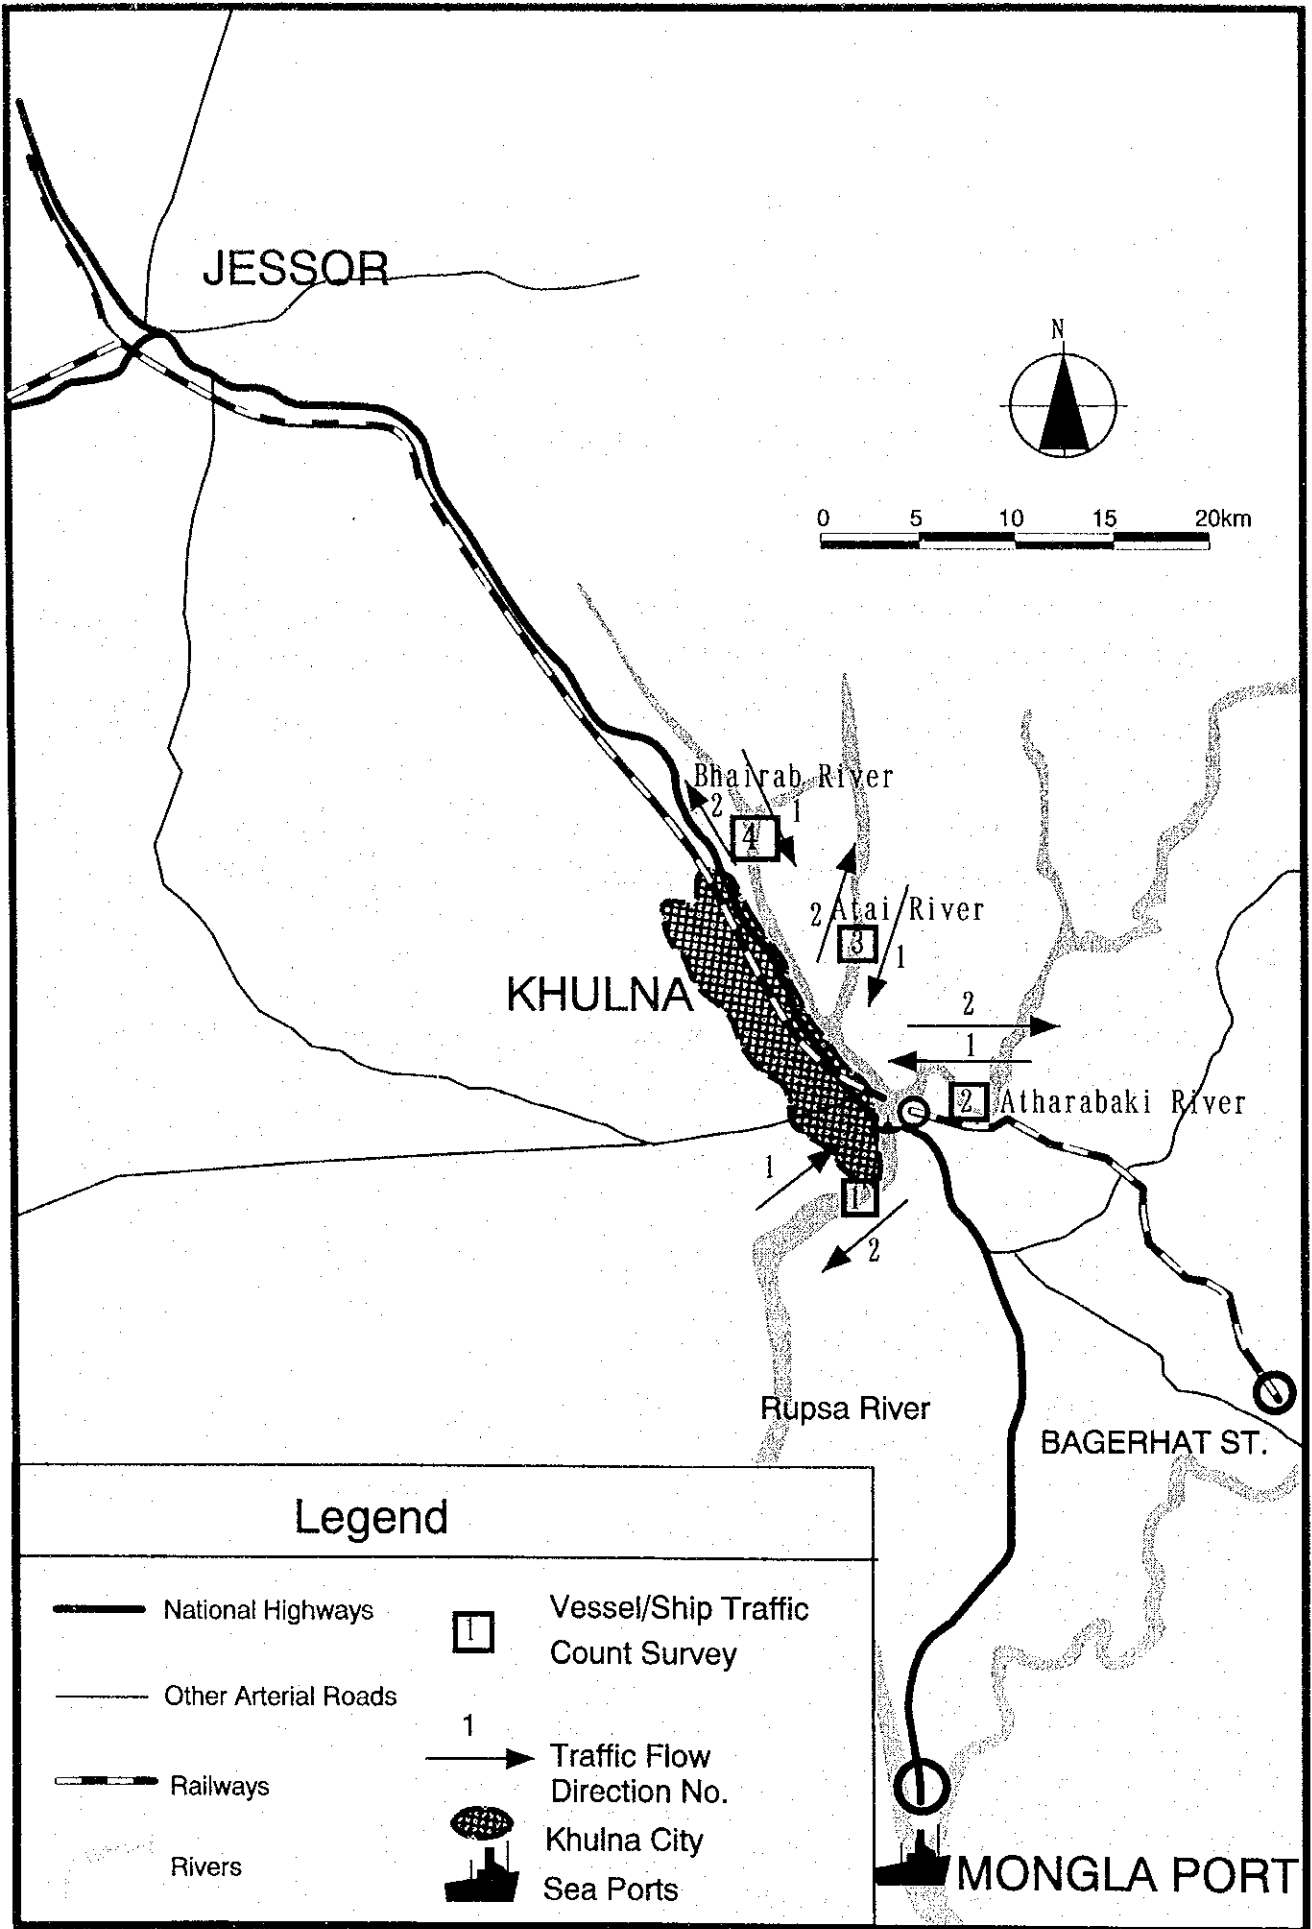 JESSOR
N
0 5 10 15 20km
Bhairab River
2
1
4
2 Atai River
3
1
KHULNA
2
1
2 Atharabaki River
1
1
2
Rupsa River
BAGERHAT ST.
Legend
National Highways
1
Vessel/Ship Traffic
Count Survey
Other Arterial Roads
1
Traffic Flow
Direction No.
Railways
Khulna City
Rivers
Sea Ports
MONGLA PORT